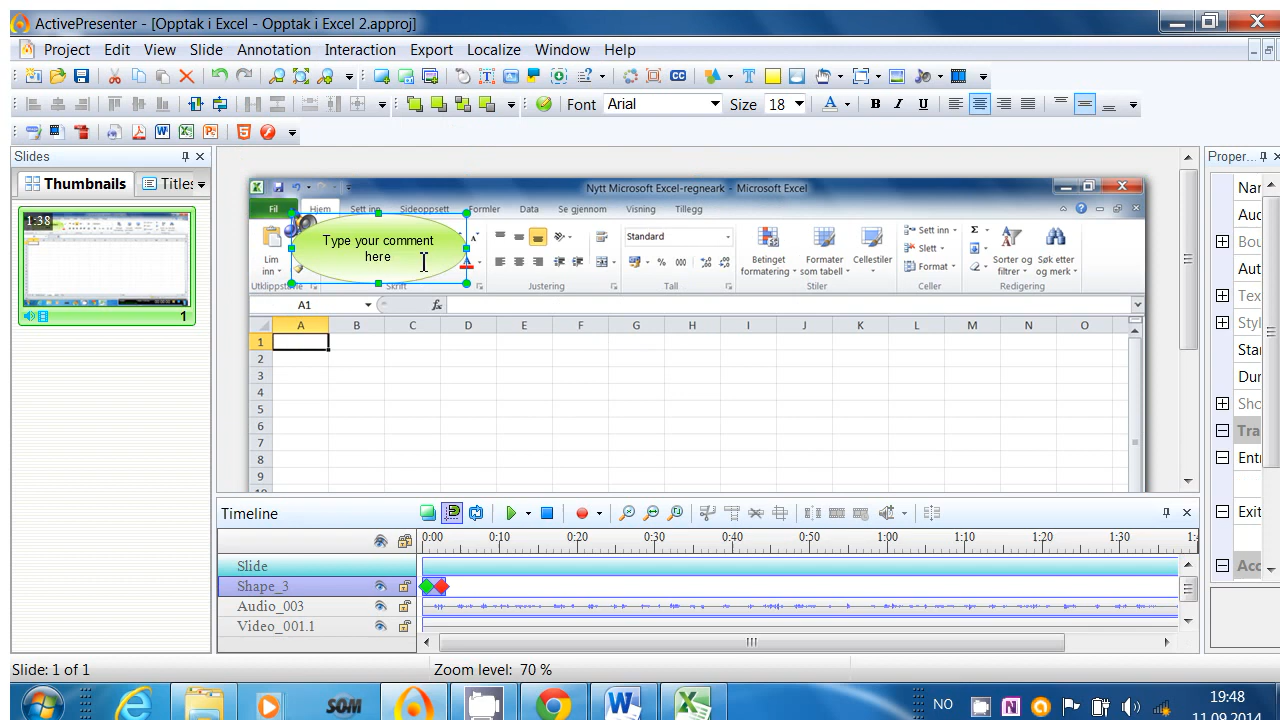 ActivePresenter - [Opptak i Excel - Opptak i Excel 2.approj]
Project Edit View Slide Annotation Interaction Export Localize Window Help
Font Arial Size 18 A B I U
Slides
Thumbnails Title
1:38
1
Nytt Microsoft Excel-regneark - Microsoft Excel
Fil Hjem Sett inn Sideoppsett Formler Data Se gjennom Visning Tillegg
Type your comment
here
Lim
inn
Utklippstavle Skrift Justering
Standard
Tall
Betinget
formatering
Formater
som tabell
Cellestiler
Stiler
Sett inn
Slett
Format
Celler
Sorter og
filtrer
Søk og
merk
Redigering
A1 fx
A B C D E F G H I J K L M N O
1
2
3
4
5
6
7
8
9
Proper...
Nar
Aud
Bou
Aut
Tex
Styl
Star
Dur
Sho
Tra
Entr
Exit
Acc
Timeline
0:00 0:10 0:20 0:30 0:40 0:50 1:00 1:10 1:20 1:30
Slide
Shape_3
Audio_003
Video_001.1
Slide: 1 of 1 Zoom level: 70 %
SOM NO 19:48
11.09.2014